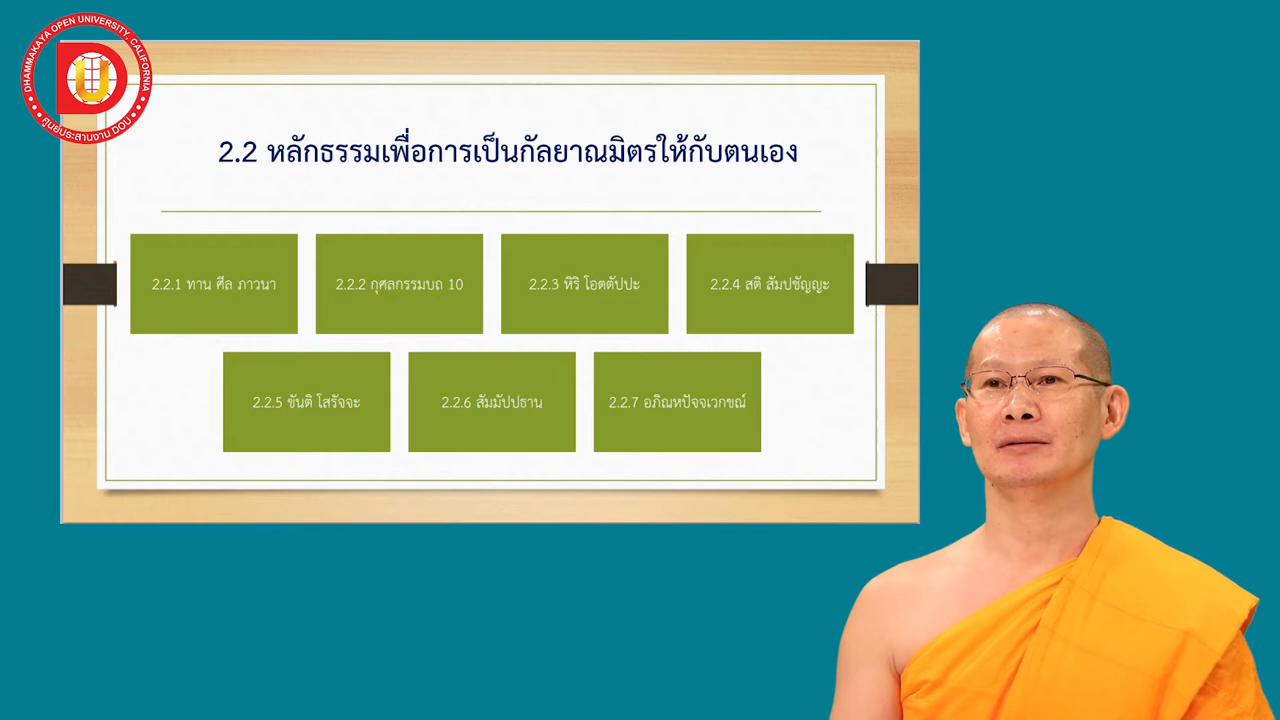 DHAMMAKAYA OPEN UNIVERSITY, CALIFORNIA
DU
ศูนย์ประสานงาน DOU
2.2 หลักธรรมเพื่อการเป็นกัลยาณมิตรให้กับตนเอง
2.2.1 ทาน ศีล ภาวนา
2.2.2 กุศลกรรมบถ 10
2.2.3 หิริ โอตตัปปะ
2.2.4 สติ สัมปชัญญะ
2.2.5 ขันติ โสรัจจะ
2.2.6 สัมมัปปธาน
2.2.7 อภิณหปัจจเวกขณ์